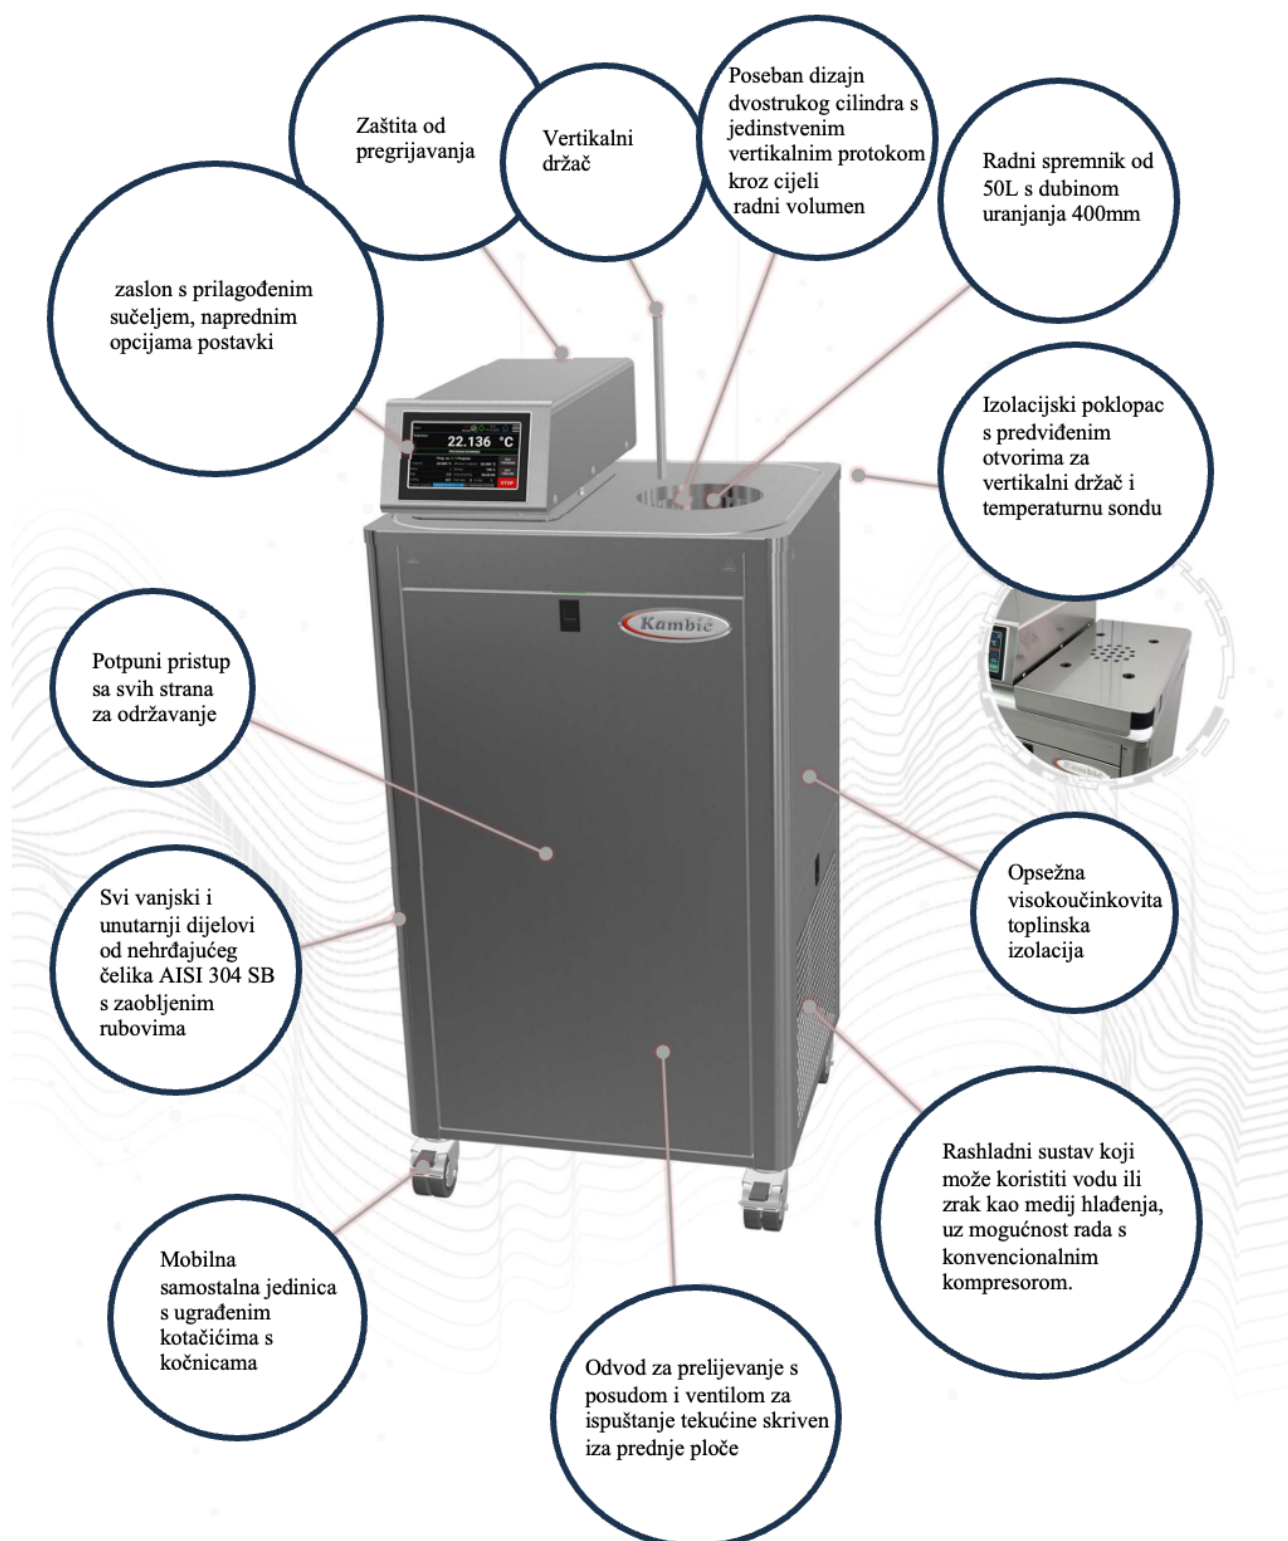 Zaštita od
pregrijavanja
Vertikalni
držač
Poseban dizajn
dvostrukog cilindra s
jedinstvenim
vertikalnim protokom
kroz cijeli
radni volumen
Radni spremnik od
50L s dubinom
uranjanja 400mm
zaslon s prilagođenim
sučeljem, naprednim
opcijama postavki
Izolacijski poklopac
s predviđenim
otvorima za
vertikalni držač i
temperaturnu sondu
22.136 °C
STOP
Kambič
Potpuni pristup
sa svih strana
za održavanje
Kambič
Svi vanjski i
unutarnji dijelovi
od nehrđajućeg
čelika AISI 304 SB
s zaobljenim
rubovima
Opsežna
visokoučinkovita
toplinska
izolacija
Rashladni sustav koji
može koristiti vodu ili
zrak kao medij hlađenja,
uz mogućnost rada s
konvencionalnim
kompresorom.
Mobilna
samostalna jedinica
s ugrađenim
kotačićima s
kočnicama
Odvod za prelijevanje s
posudom i ventilom za
ispuštanje tekućine skriven
iza prednje ploče